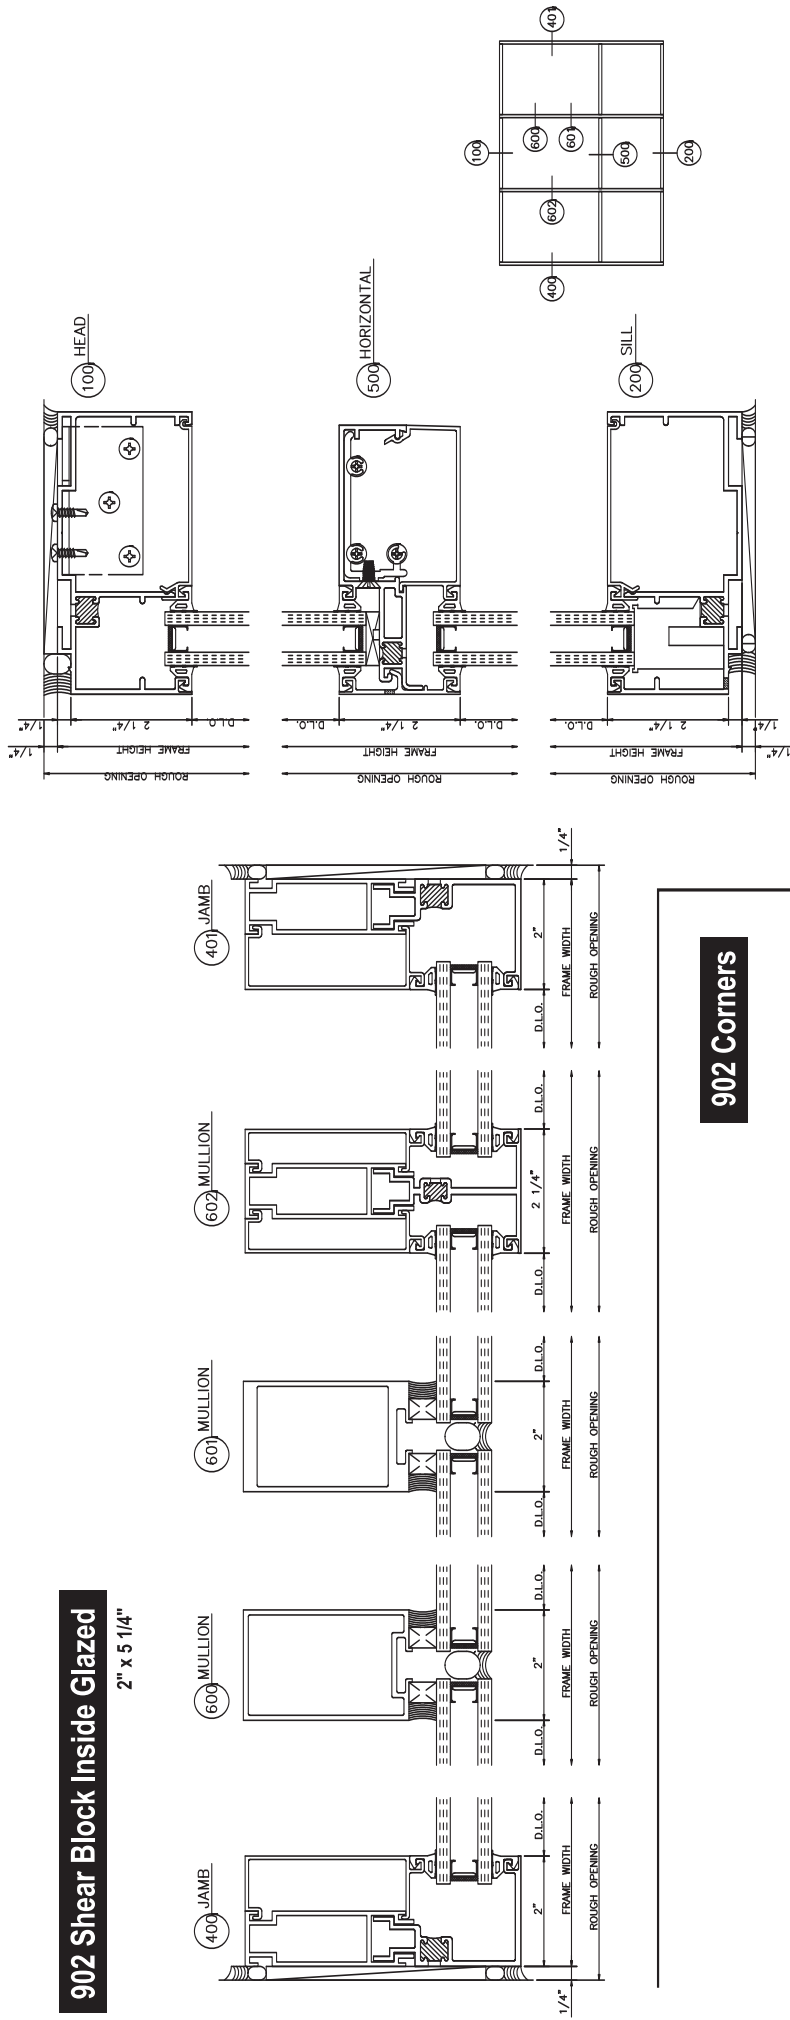 902 Shear Block Inside Glazed
2" x 5 1/4"
100
HEAD
1/4"
1/4"
2 1/4"
D.L.O.
FRAME HEIGHT
ROUGH OPENING
500
HORIZONTAL
D.L.O.
2 1/4"
D.L.O.
FRAME HEIGHT
ROUGH OPENING
200
SILL
D.L.O.
2 1/4"
1/4"
1/4"
FRAME HEIGHT
ROUGH OPENING
400
JAMB
1/4"
2"
D.L.O.
FRAME WIDTH
ROUGH OPENING
600
MULLION
D.L.O.
2"
D.L.O.
FRAME WIDTH
ROUGH OPENING
601
MULLION
D.L.O.
2"
D.L.O.
FRAME WIDTH
ROUGH OPENING
602
MULLION
D.L.O.
2 1/4"
D.L.O.
FRAME WIDTH
ROUGH OPENING
401
JAMB
D.L.O.
2"
1/4"
FRAME WIDTH
ROUGH OPENING
100
400
602
600
601
401
500
200
902 Corners